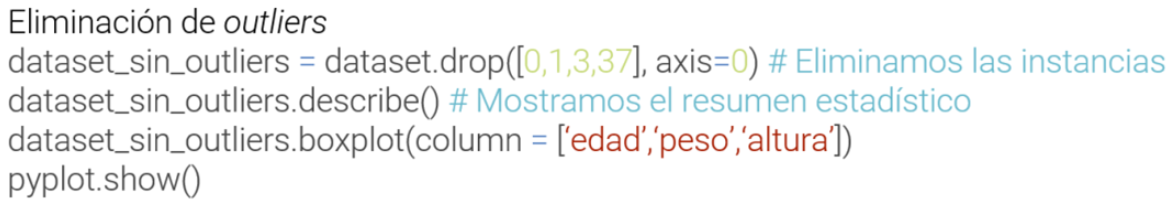 Eliminación de outliers
dataset_sin_outliers = dataset.drop([0,1,3,37], axis=0) # Eliminamos las instancias
dataset_sin_outliers.describe() # Mostramos el resumen estadístico
dataset_sin_outliers.boxplot(column = [‘edad’,‘peso’,‘altura’])
pyplot.show()